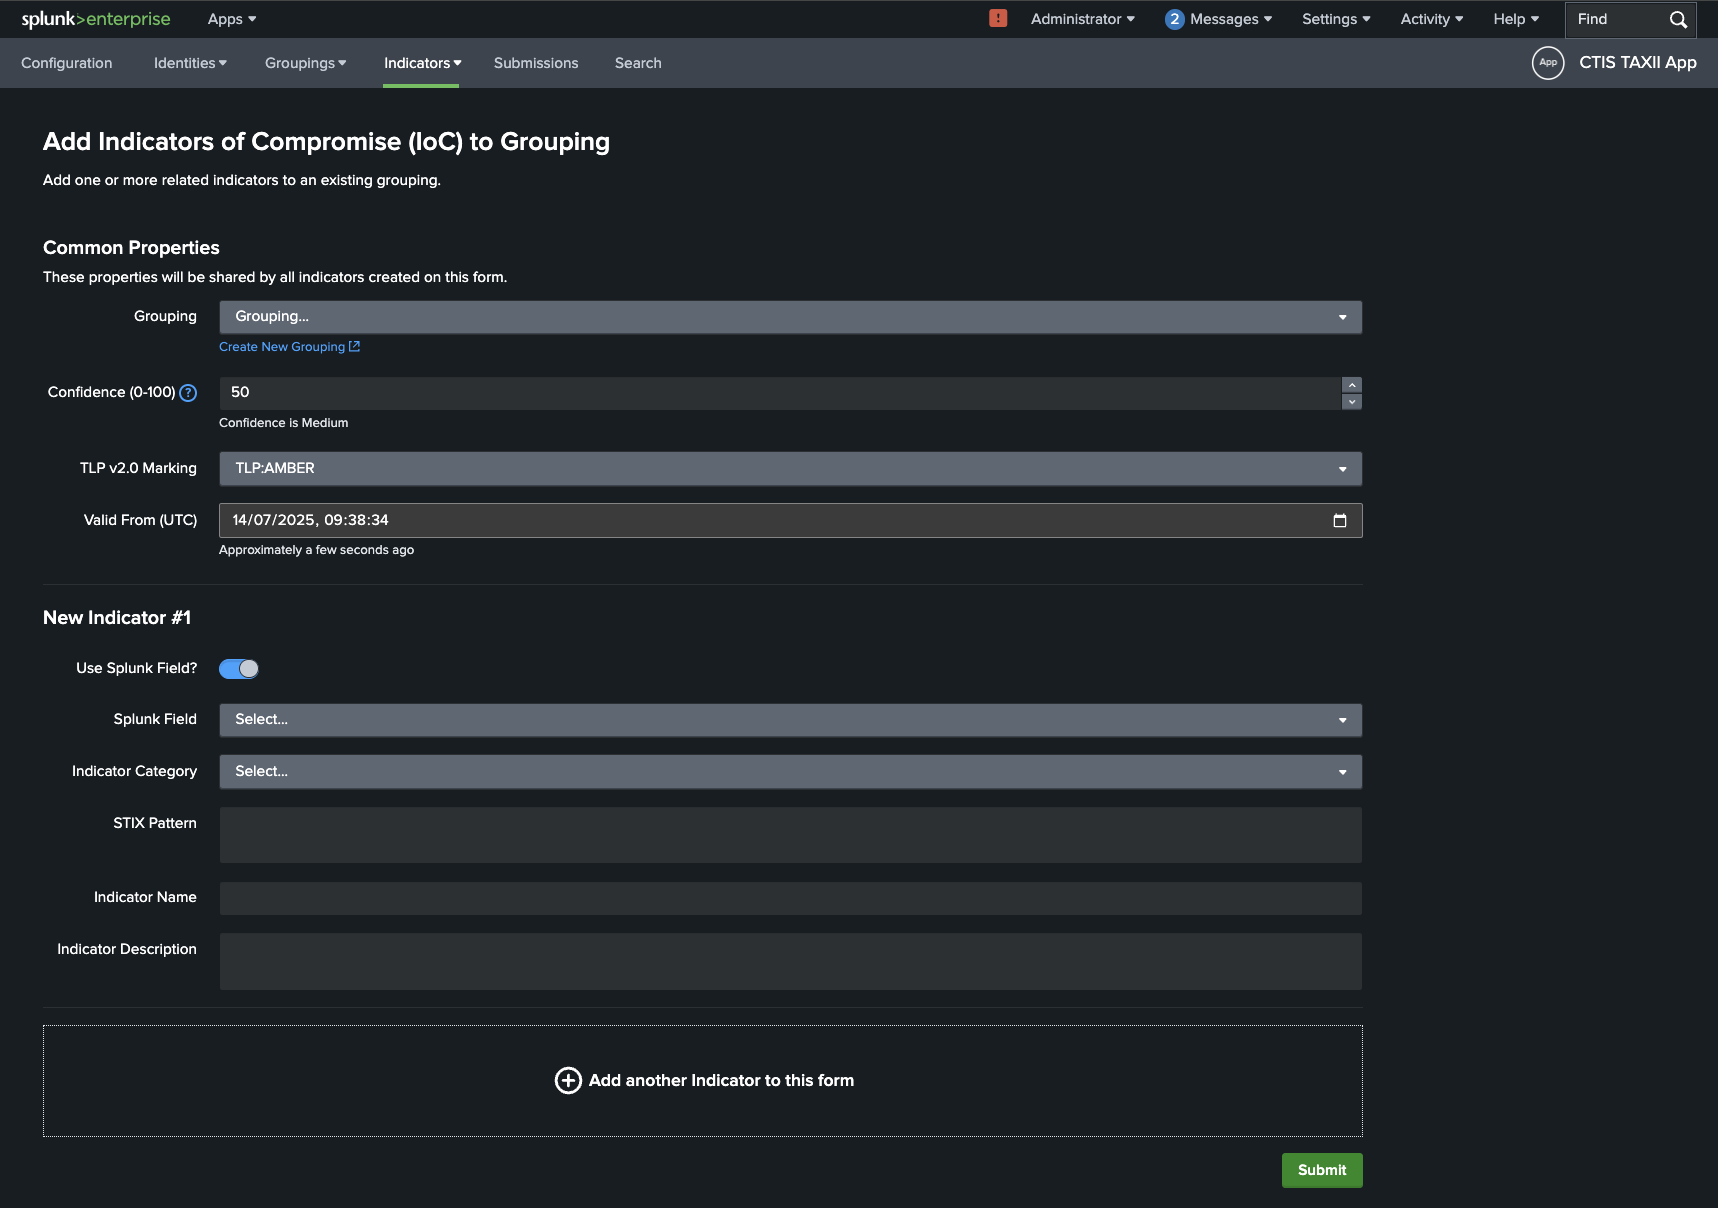 splunk>enterprise Apps ! Administrator 2 Messages Settings Activity Help Find
Configuration Identities Groupings Indicators Submissions Search App CTIS TAXII App
Add Indicators of Compromise (IoC) to Grouping
Add one or more related indicators to an existing grouping.
Common Properties
These properties will be shared by all indicators created on this form.
Grouping Grouping...
Create New Grouping
Confidence (0-100) ? 50
Confidence is Medium
TLP v2.0 Marking TLP:AMBER
Valid From (UTC) 14/07/2025, 09:38:34
Approximately a few seconds ago
New Indicator #1
Use Splunk Field?
Splunk Field Select...
Indicator Category Select...
STIX Pattern
Indicator Name
Indicator Description
Add another Indicator to this form
Submit